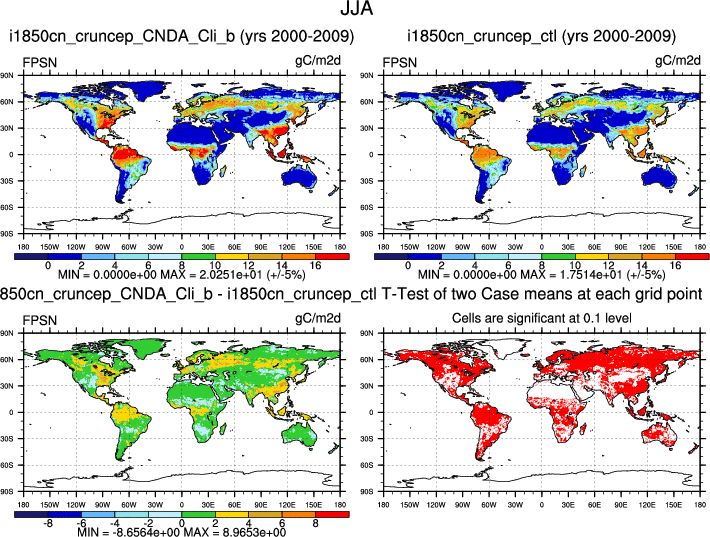 JJA
i1850cn_cruncep_CNDA_Cli_b (yrs 2000-2009)
i1850cn_cruncep_ctl (yrs 2000-2009)
FPSN gC/m2d
FPSN gC/m2d
90N 60N 30N 0 30S 60S 90S
180 150W 120W 90W 60W 30W 0 30E 60E 90E 120E 150E 180
0 2 4 6 8 10 12 14 16
MIN = 0.0000e+00 MAX = 2.0251e+01 (+/-5%)
90N 60N 30N 0 30S 60S 90S
180 150W 120W 90W 60W 30W 0 30E 60E 90E 120E 150E 180
0 2 4 6 8 10 12 14 16
MIN = 0.0000e+00 MAX = 1.7514e+01 (+/-5%)
850cn_cruncep_CNDA_Cli_b - i1850cn_cruncep_ctl T-Test of two Case means at each grid point
FPSN gC/m2d
Cells are significant at 0.1 level
90N 60N 30N 0 30S 60S 90S
180 150W 120W 90W 60W 30W 0 30E 60E 90E 120E 150E 180
-8 -6 -4 -2 0 2 4 6 8
MIN = -8.6564e+00 MAX = 8.9653e+00
90N 60N 30N 0 30S 60S 90S
180 150W 120W 90W 60W 30W 0 30E 60E 90E 120E 150E 180